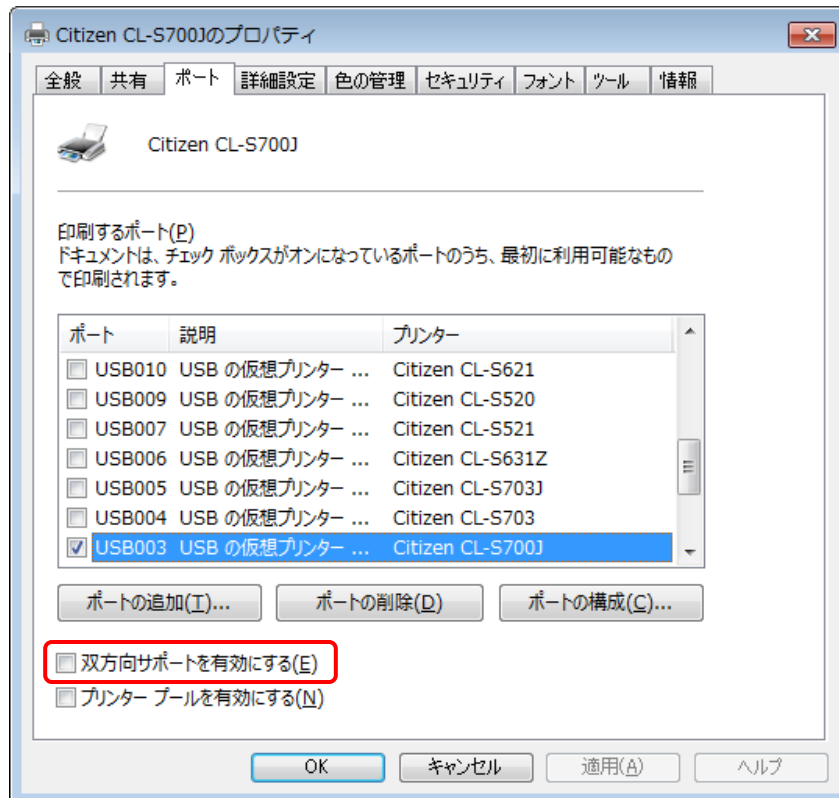 Citizen CL-S700Jのプロパティ
全般 共有 ポート 詳細設定 色の管理 セキュリティ フォント ツール 情報
Citizen CL-S700J
印刷するポート(P)
ドキュメントは、チェック ボックスがオンになっているポートのうち、最初に利用可能なもの
で印刷されます。
ポート 説明 プリンター
USB010 USB の仮想プリンター ... Citizen CL-S621
USB009 USB の仮想プリンター ... Citizen CL-S520
USB007 USB の仮想プリンター ... Citizen CL-S521
USB006 USB の仮想プリンター ... Citizen CL-S631Z
USB005 USB の仮想プリンター ... Citizen CL-S703J
USB004 USB の仮想プリンター ... Citizen CL-S703
USB003 USB の仮想プリンター ... Citizen CL-S700J
ポートの追加(T)... ポートの削除(D) ポートの構成(C)...
双方向サポートを有効にする(E)
プリンター プールを有効にする(N)
OK キャンセル 適用(A) ヘルプ